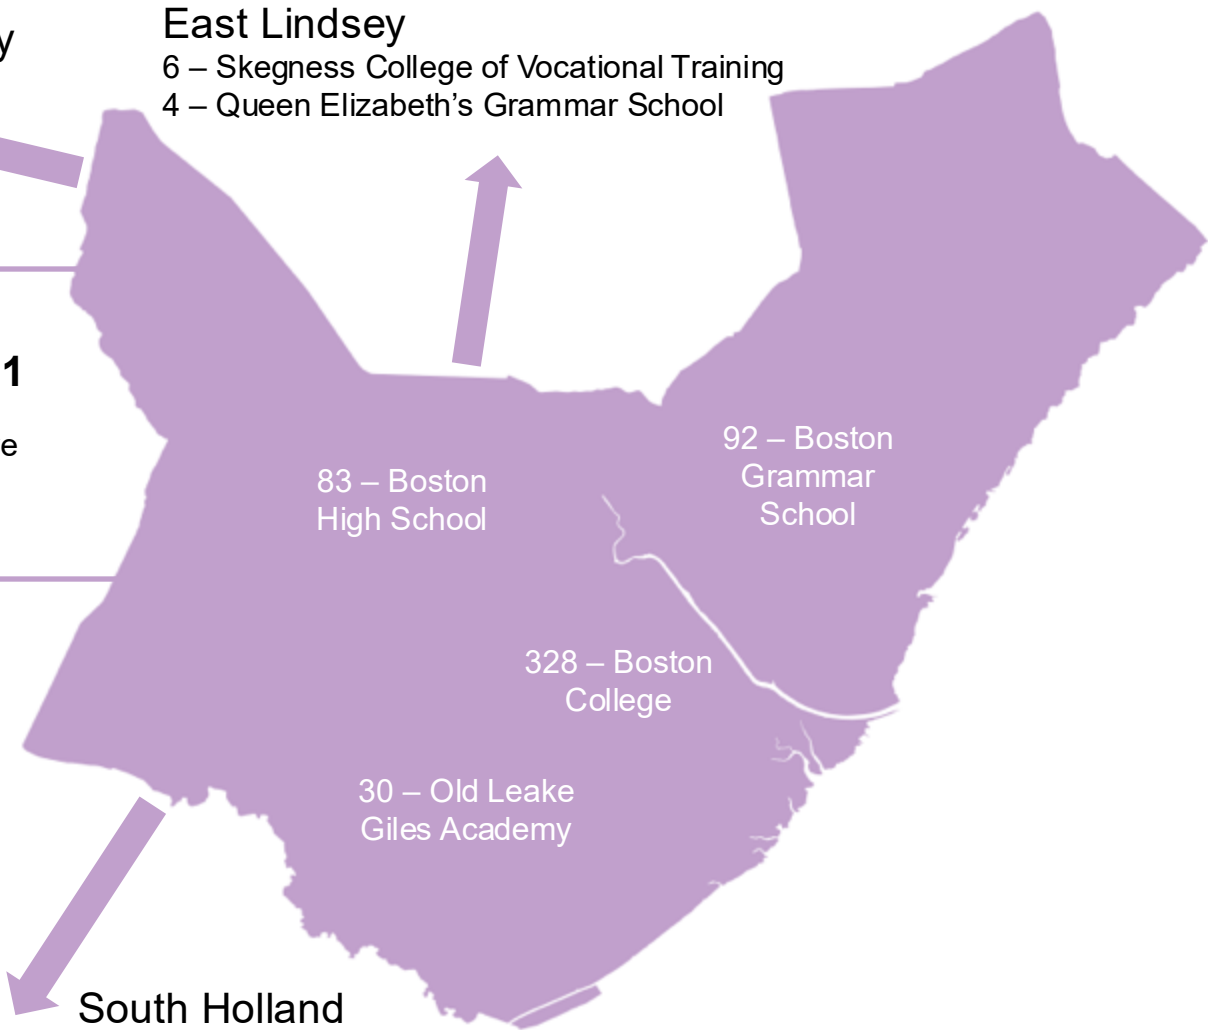 y
East Lindsey
6 – Skegness College of Vocational Training
4 – Queen Elizabeth’s Grammar School
1
e
92 – Boston
Grammar
School
83 – Boston
High School
328 – Boston
College
30 – Old Leake
Giles Academy
South Holland